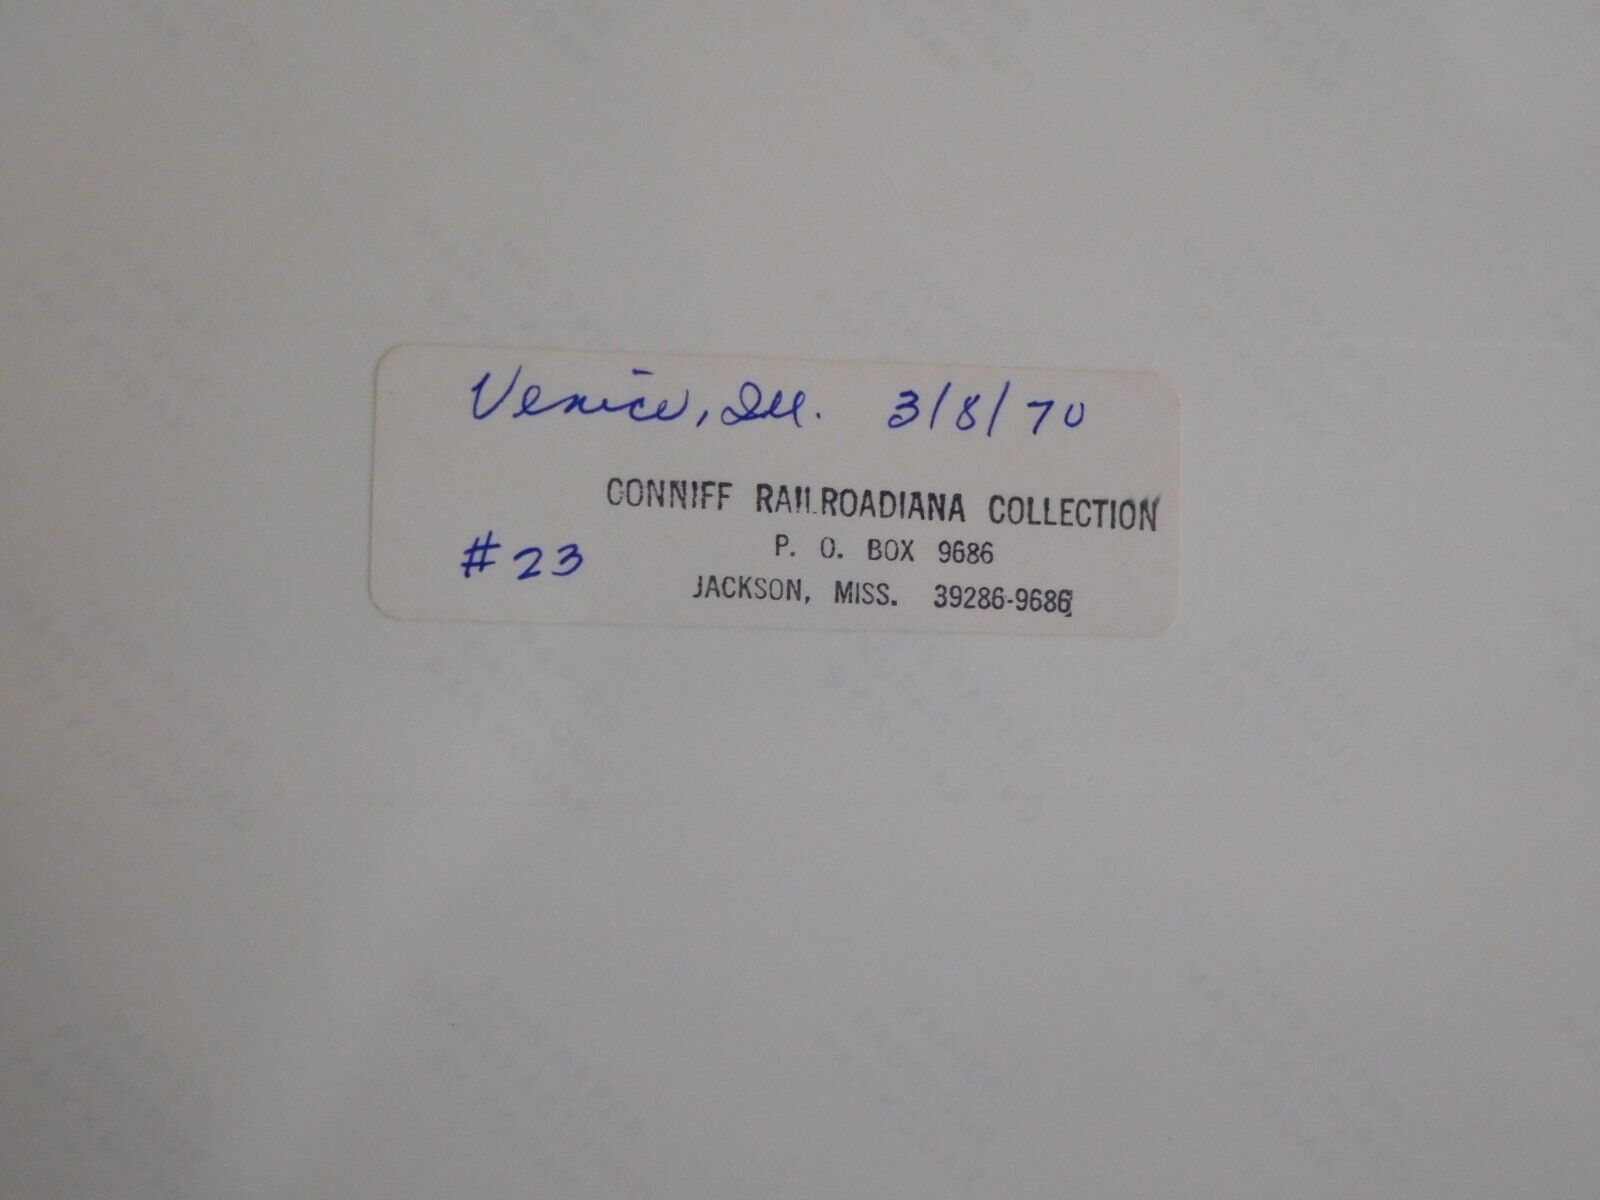 Venice, Ill. 3/8/70
CONNIFF RAILROADIANA COLLECTION
P. O. BOX 9686
#23
JACKSON, MISS. 39286-9686